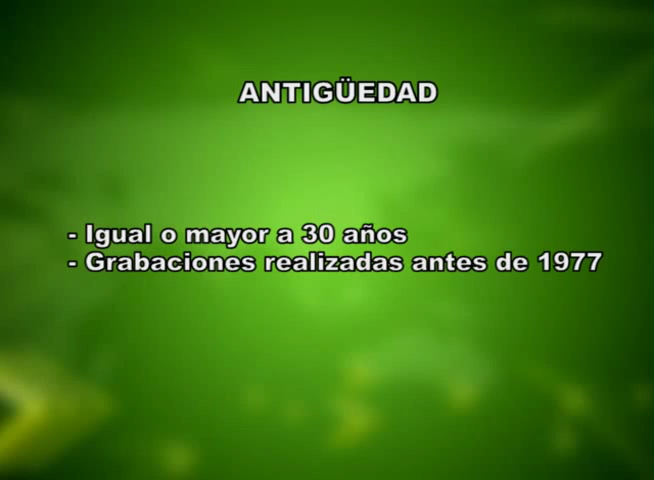 ANTIGÜEDAD
- Igual o mayor a 30 años
- Grabaciones realizadas antes de 1977